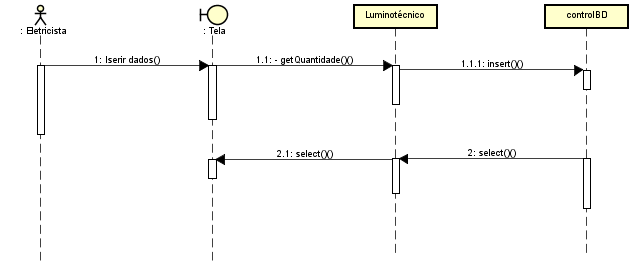 Luminotécnico
controlBD
: Eletricista
: Tela
1: Iserir dados()
1.1: - getQuantidade()()
1.1.1: insert()()
2.1: select()()
2: select()()